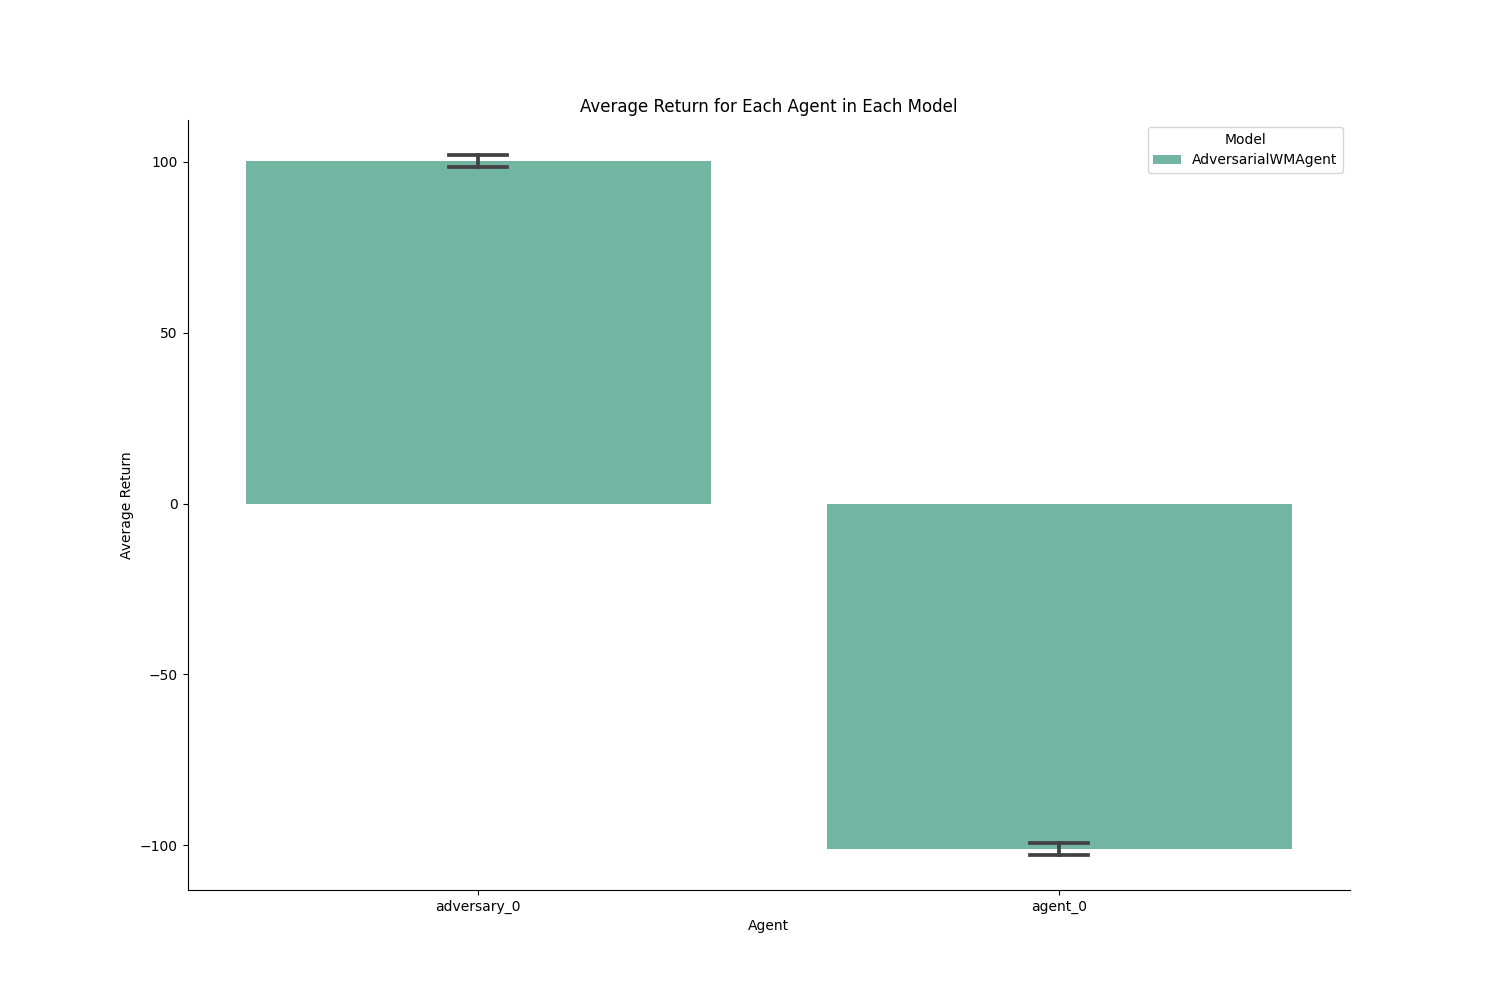 Average Return for Each Agent in Each Model
Model
AdversarialWMAgent
100
50
0
−50
−100
Average Return
adversary_0
agent_0
Agent